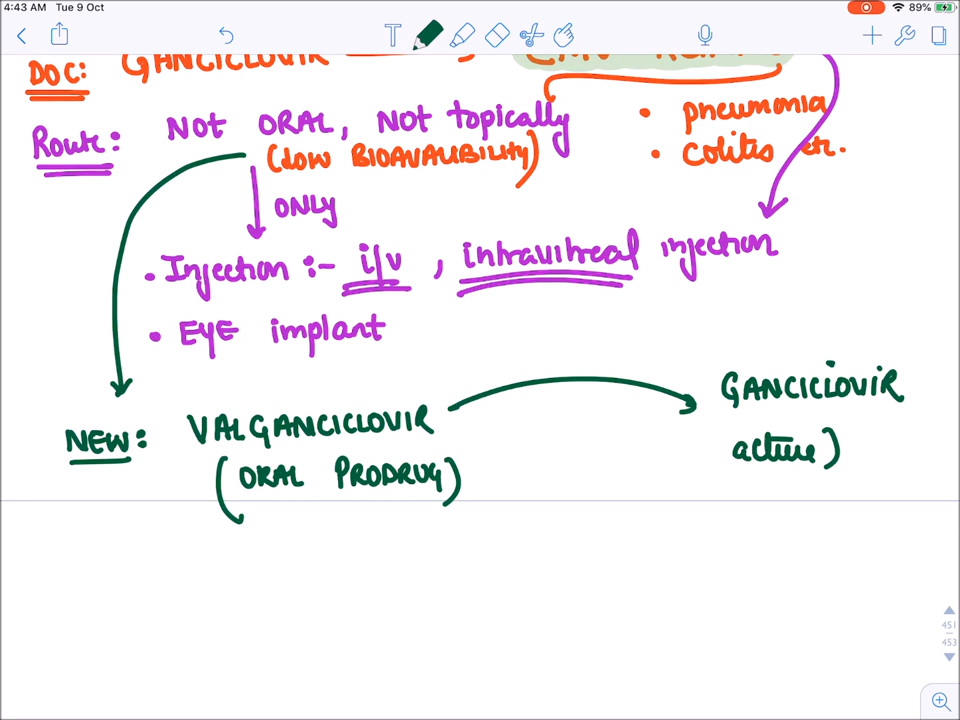 4:43 AM Tue 9 Oct
89%
T
DOC: GANCICLOVIR
Route: NOT ORAL, NOT topically
(LOW BIOAVALIBILITY)
• pneumonia
• Colitis etc.
ONLY
• Injection :- i/v, intravitreal injection
• EYE implant
NEW: VALGANCICLOVIR
(ORAL PRODRUG)
GANCICLOVIR
active)
451
453